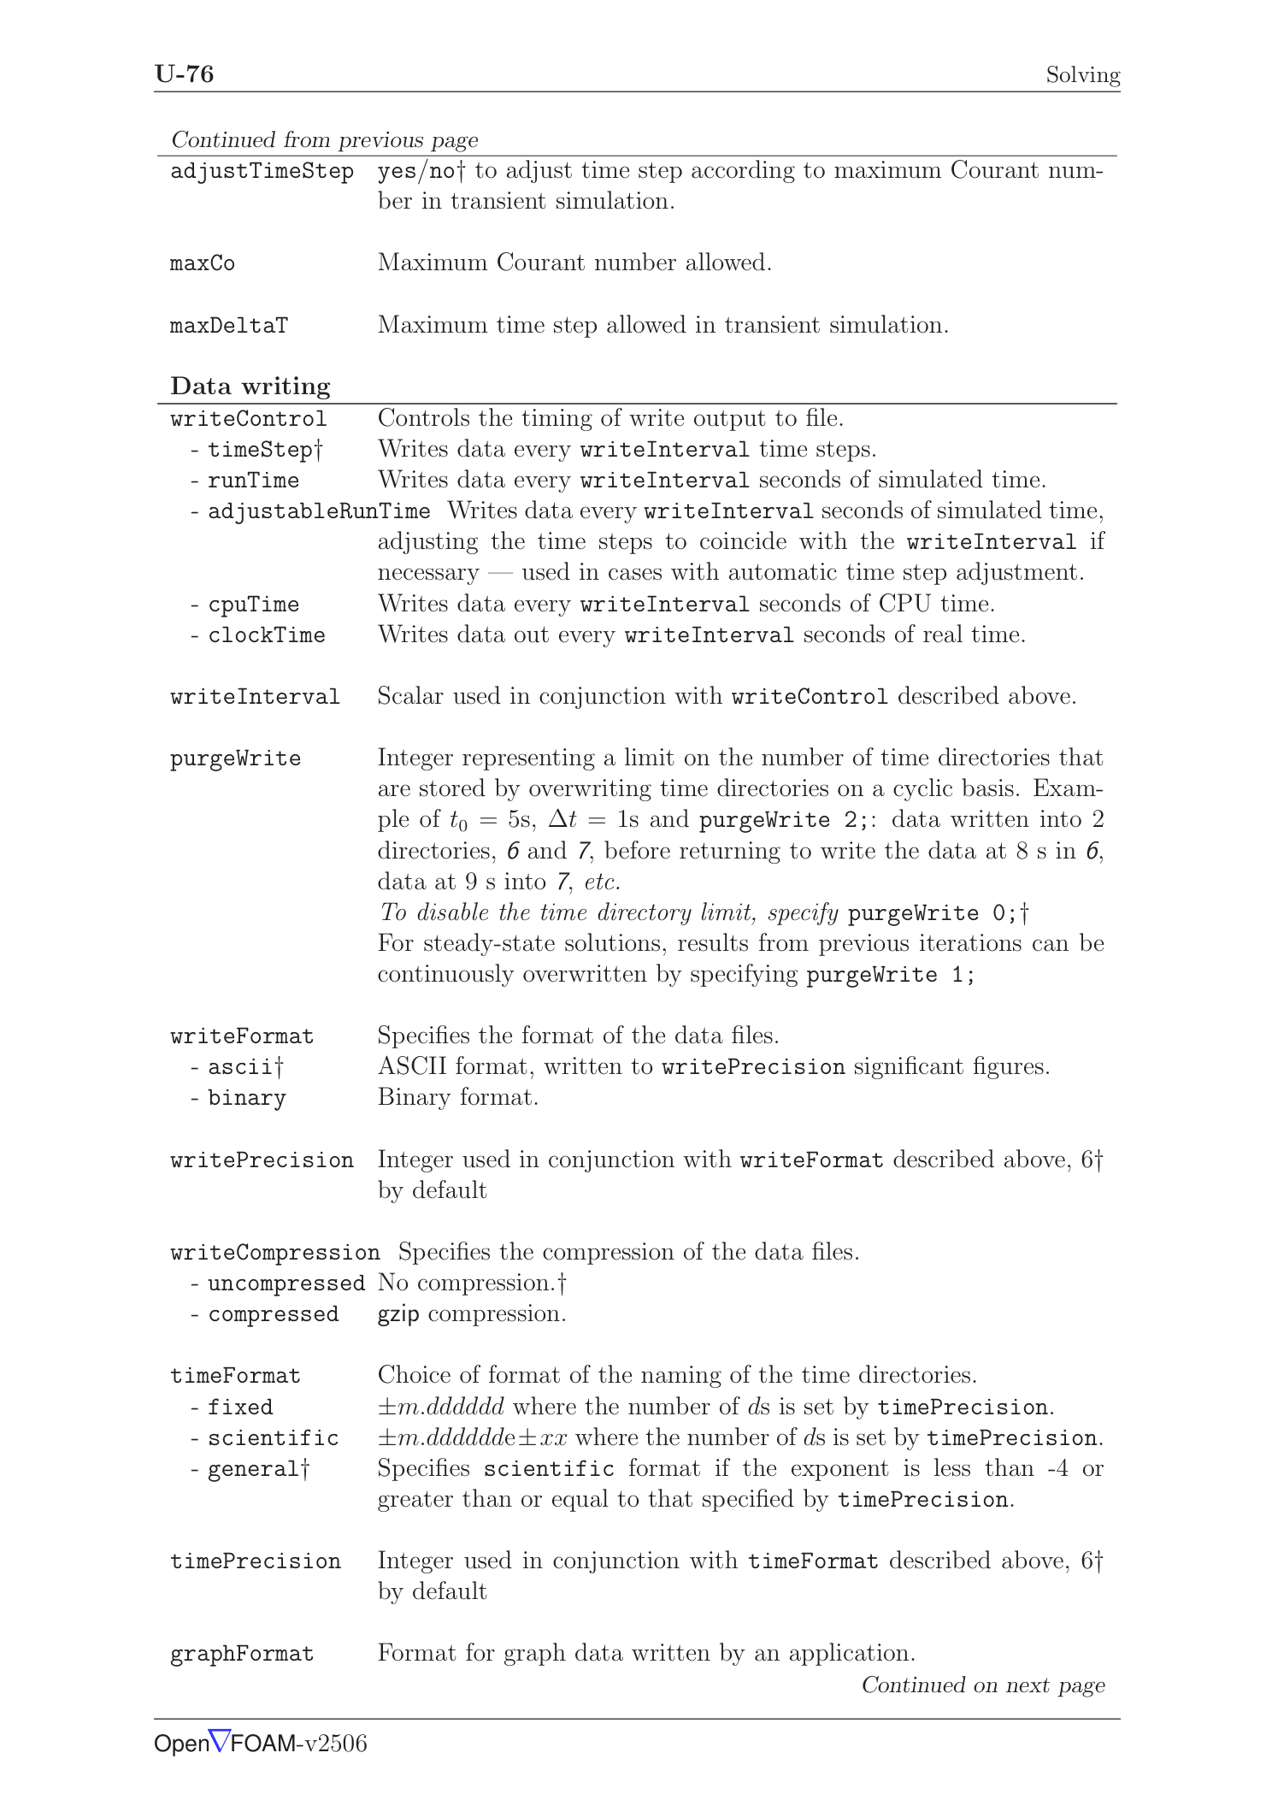 U-76 Solving
Continued from previous page
adjustTimeStep yes/no† to adjust time step according to maximum Courant num-
ber in transient simulation.
maxCo Maximum Courant number allowed.
maxDeltaT Maximum time step allowed in transient simulation.
Data writing
writeControl Controls the timing of write output to file.
- timeStep† Writes data every writeInterval time steps.
- runTime Writes data every writeInterval seconds of simulated time.
- adjustableRunTime Writes data every writeInterval seconds of simulated time,
adjusting the time steps to coincide with the writeInterval if
necessary — used in cases with automatic time step adjustment.
- cpuTime Writes data every writeInterval seconds of CPU time.
- clockTime Writes data out every writeInterval seconds of real time.
writeInterval Scalar used in conjunction with writeControl described above.
purgeWrite Integer representing a limit on the number of time directories that
are stored by overwriting time directories on a cyclic basis. Exam-
ple of t₀ = 5s, Δt = 1s and purgeWrite 2;: data written into 2
directories, 6 and 7, before returning to write the data at 8 s in 6,
data at 9 s into 7, etc.
To disable the time directory limit, specify purgeWrite 0;†
For steady-state solutions, results from previous iterations can be
continuously overwritten by specifying purgeWrite 1;
writeFormat Specifies the format of the data files.
- ascii† ASCII format, written to writePrecision significant figures.
- binary Binary format.
writePrecision Integer used in conjunction with writeFormat described above, 6†
by default
writeCompression Specifies the compression of the data files.
- uncompressed No compression.†
- compressed gzip compression.
timeFormat Choice of format of the naming of the time directories.
- fixed ±m.dddddd where the number of ds is set by timePrecision.
- scientific ±m.dddddde±xx where the number of ds is set by timePrecision.
- general† Specifies scientific format if the exponent is less than -4 or
greater than or equal to that specified by timePrecision.
timePrecision Integer used in conjunction with timeFormat described above, 6†
by default
graphFormat Format for graph data written by an application.
Continued on next page
Open∇FOAM-v2506